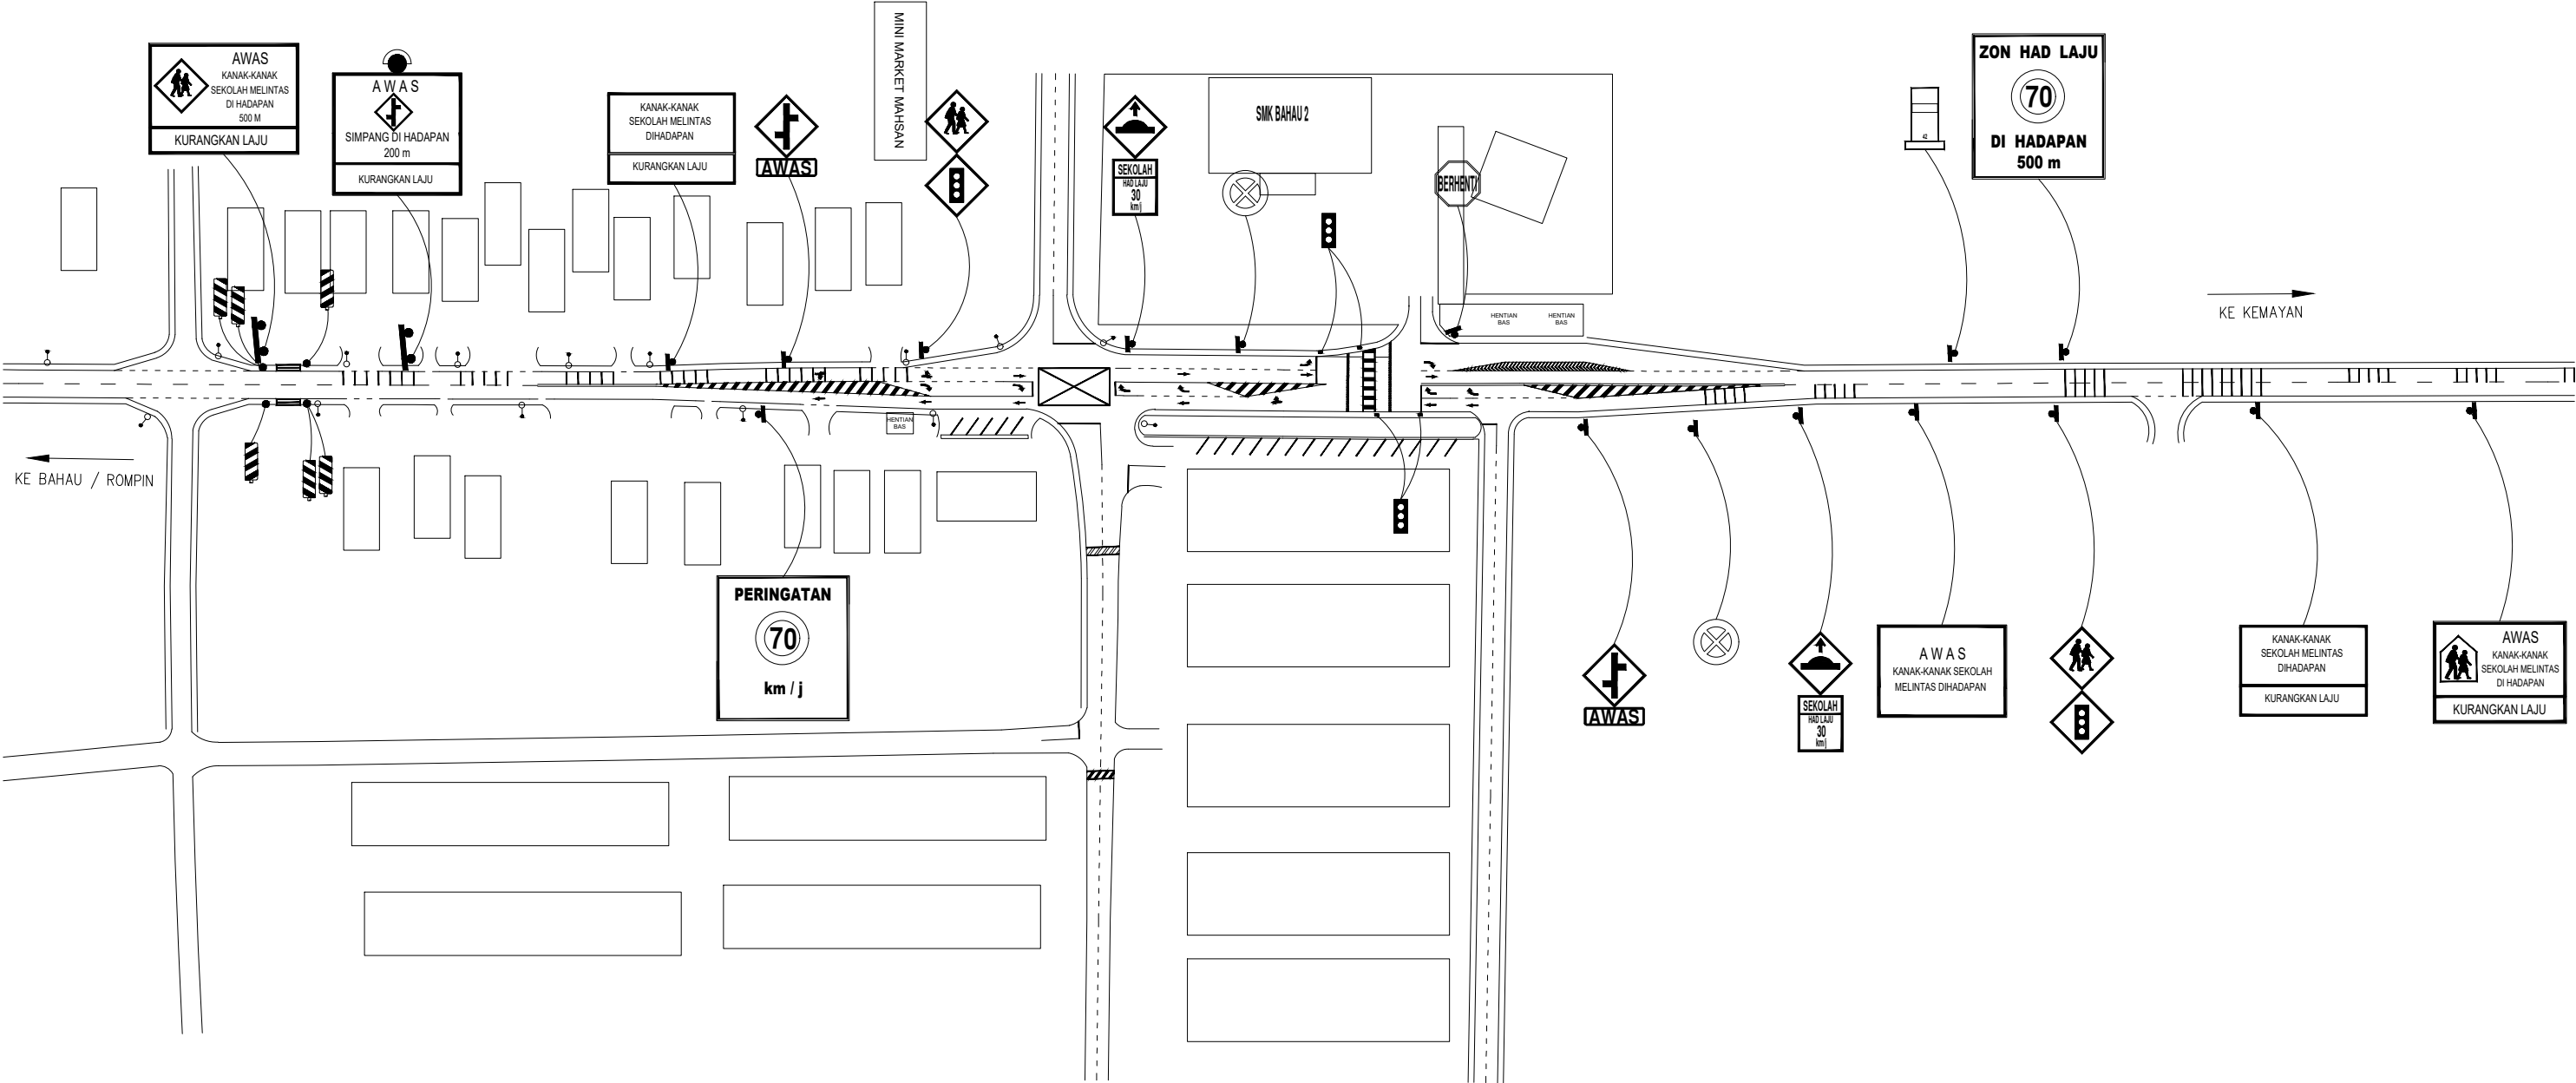 AWAS
KANAK-KANAK
SEKOLAH MELINTAS
DI HADAPAN
500 M
KURANGKAN LAJU
A W A S
SIMPANG DI HADAPAN
200 m
KURANGKAN LAJU
KANAK-KANAK
SEKOLAH MELINTAS
DIHADAPAN
KURANGKAN LAJU
AWAS
MINI MARKET MAHSAN
SEKOLAH
HAD LAJU
30
km/j
SMK BAHAU 2
BERHENTI
HENTIAN
BAS
HENTIAN
BAS
42
ZON HAD LAJU
70
DI HADAPAN
500 m
KE KEMAYAN
KE BAHAU / ROMPIN
HENTIAN
BAS
PERINGATAN
70
km / j
AWAS
SEKOLAH
HAD LAJU
30
km/j
A W A S
KANAK-KANAK SEKOLAH
MELINTAS DIHADAPAN
KANAK-KANAK
SEKOLAH MELINTAS
DIHADAPAN
KURANGKAN LAJU
AWAS
KANAK-KANAK
SEKOLAH MELINTAS
DI HADAPAN
KURANGKAN LAJU